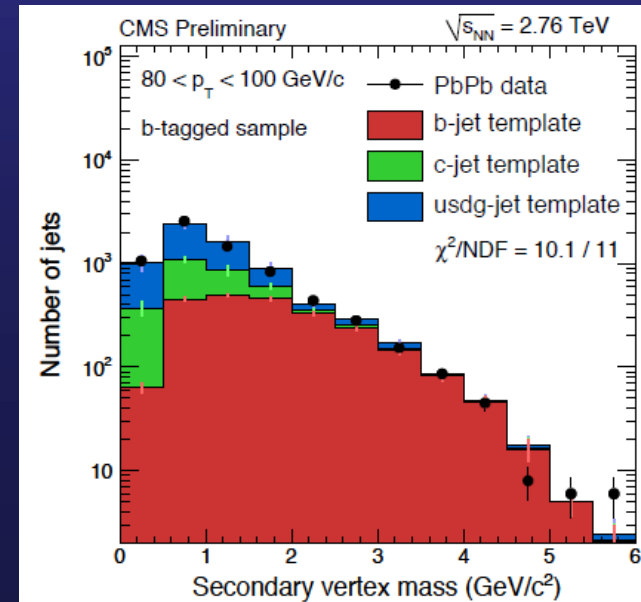 CMS Preliminary
√s_NN = 2.76 TeV
80 < p_T < 100 GeV/c
b-tagged sample
PbPb data
b-jet template
c-jet template
usdg-jet template
χ²/NDF = 10.1 / 11
Number of jets
10⁵
10⁴
10³
10²
10
0 1 2 3 4 5 6
Secondary vertex mass (GeV/c²)